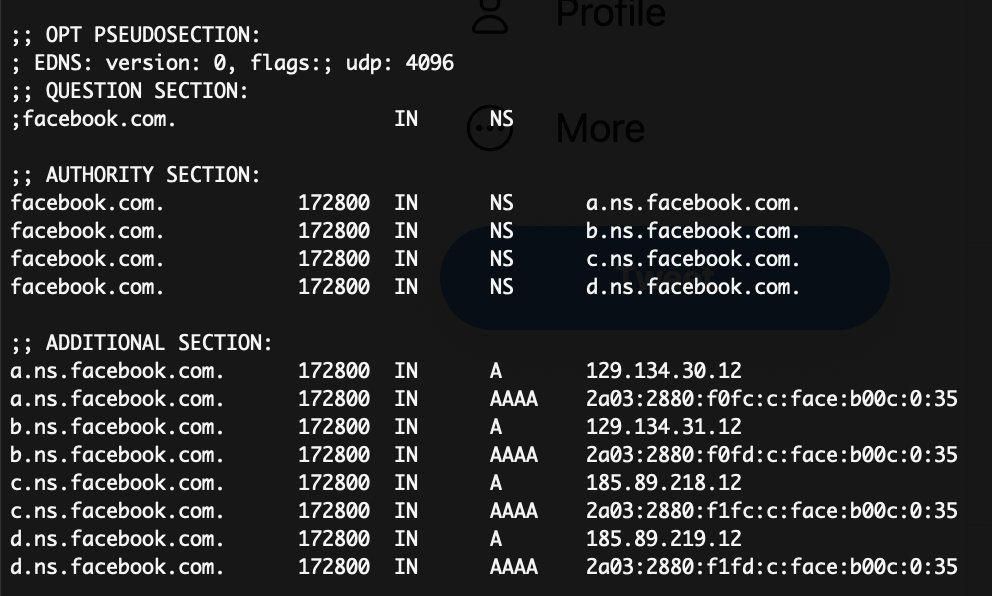 Profile
;; OPT PSEUDOSECTION:
; EDNS: version: 0, flags:; udp: 4096
;; QUESTION SECTION:
;facebook.com. IN NS
More
;; AUTHORITY SECTION:
facebook.com. 172800 IN NS a.ns.facebook.com.
facebook.com. 172800 IN NS b.ns.facebook.com.
facebook.com. 172800 IN NS c.ns.facebook.com.
facebook.com. 172800 IN NS d.ns.facebook.com.
Tweet
;; ADDITIONAL SECTION:
a.ns.facebook.com. 172800 IN A 129.134.30.12
a.ns.facebook.com. 172800 IN AAAA 2a03:2880:f0fc:c:face:b00c:0:35
b.ns.facebook.com. 172800 IN A 129.134.31.12
b.ns.facebook.com. 172800 IN AAAA 2a03:2880:f0fd:c:face:b00c:0:35
c.ns.facebook.com. 172800 IN A 185.89.218.12
c.ns.facebook.com. 172800 IN AAAA 2a03:2880:f1fc:c:face:b00c:0:35
d.ns.facebook.com. 172800 IN A 185.89.219.12
d.ns.facebook.com. 172800 IN AAAA 2a03:2880:f1fd:c:face:b00c:0:35